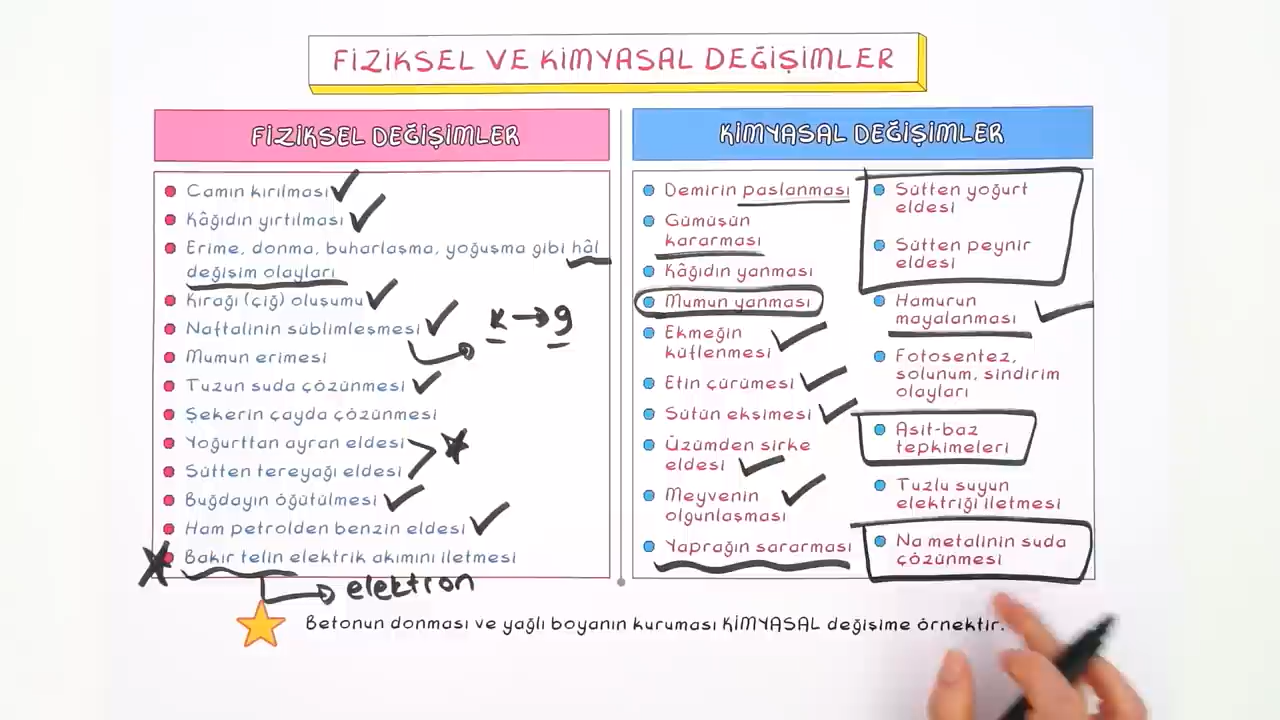 FİZİKSEL VE KİMYASAL DEĞİŞİMLER
FİZİKSEL DEĞİŞİMLER
Camın kırılması
Kâğıdın yırtılması
Erime, donma, buharlaşma, yoğuşma gibi hâl
değişim olayları
Kırağı (çiğ) oluşumu
Naftalinin süblimleşmesi
k → g
Mumun erimesi
Tuzun suda çözünmesi
Şekerin çayda çözünmesi
Yoğurttan ayran eldesi
Sütten tereyağı eldesi
Buğdayın öğütülmesi
Ham petrolden benzin eldesi
Bakır telin elektrik akımını iletmesi
elektron
KİMYASAL DEĞİŞİMLER
Demirin paslanması
Gümüşün
kararması
Kâğıdın yanması
Mumun yanması
Ekmeğin
küflenmesi
Etin çürümesi
Sütün ekşimesi
Üzümden sirke
eldesi
Meyvenin
olgunlaşması
Yaprağın sararması
Sütten yoğurt
eldesi
Sütten peynir
eldesi
Hamurun
mayalanması
Fotosentez,
solunum, sindirim
olayları
Asit-baz
tepkimeleri
Tuzlu suyun
elektriği iletmesi
Na metalinin suda
çözünmesi
Betonun donması ve yağlı boyanın kuruması KİMYASAL değişime örnektir.